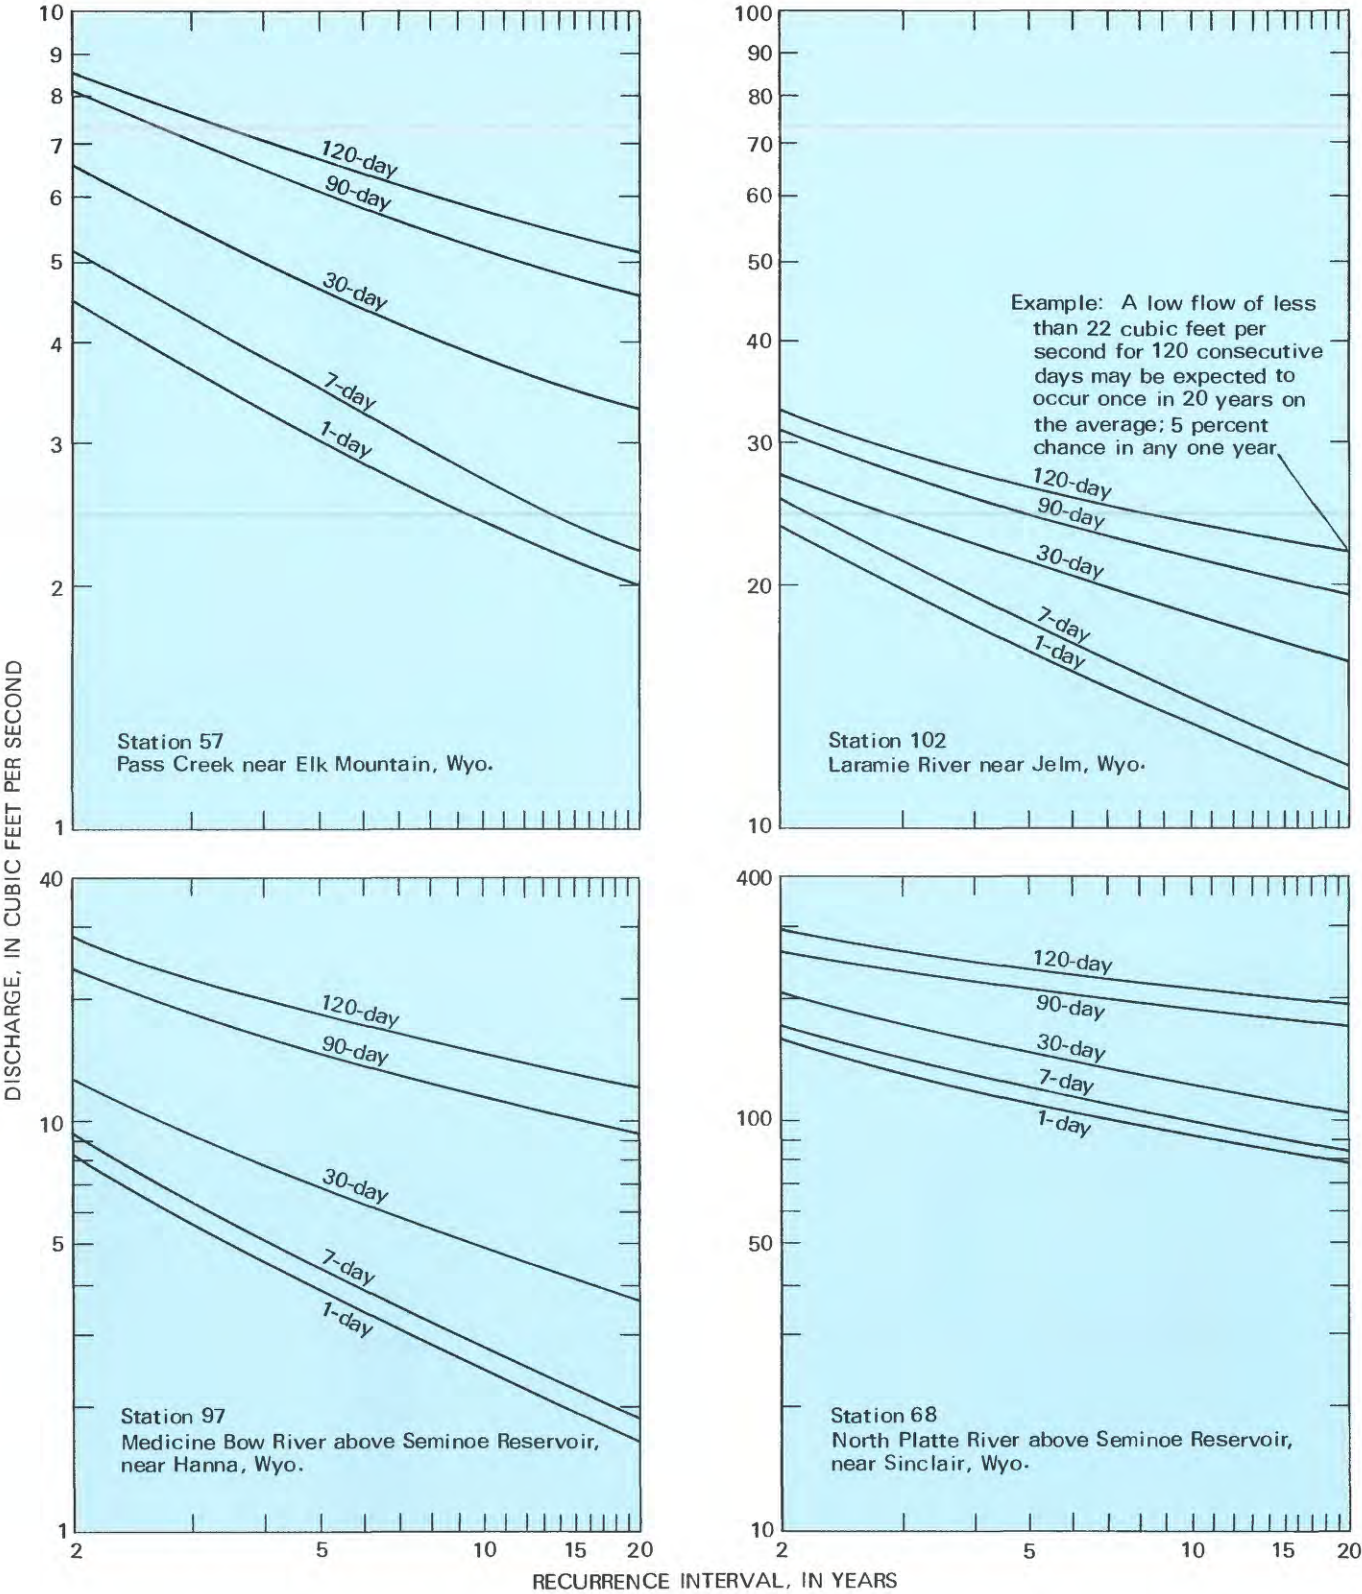 DISCHARGE, IN CUBIC FEET PER SECOND
10
9
8
7
6
5
4
3
2
1
120-day
90-day
30-day
7-day
1-day
Station 57
Pass Creek near Elk Mountain, Wyo.
100
90
80
70
60
50
40
30
20
10
Example: A low flow of less
than 22 cubic feet per
second for 120 consecutive
days may be expected to
occur once in 20 years on
the average; 5 percent
chance in any one year
120-day
90-day
30-day
7-day
1-day
Station 102
Laramie River near Jelm, Wyo.
40
10
5
1
120-day
90-day
30-day
7-day
1-day
Station 97
Medicine Bow River above Seminoe Reservoir,
near Hanna, Wyo.
2
5
10
15
20
400
100
50
10
120-day
90-day
30-day
7-day
1-day
Station 68
North Platte River above Seminoe Reservoir,
near Sinclair, Wyo.
2
5
10
15
20
RECURRENCE INTERVAL, IN YEARS